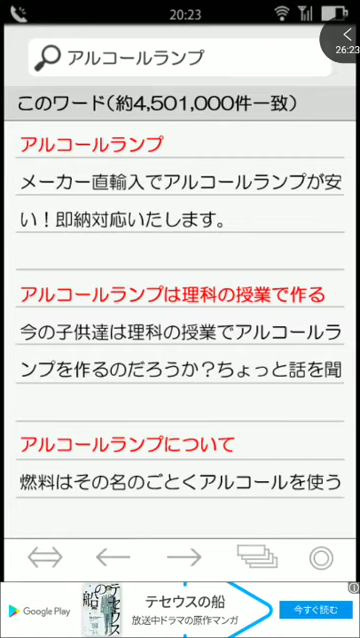 20:23
26:23
アルコールランプ
このワード(約4,501,000件一致)
アルコールランプ
メーカー直輸入でアルコールランプが安
い！即納対応いたします。
アルコールランプは理科の授業で作る
今の子供達は理科の授業でアルコールラ
ンプを作るのだろうか？ちょっと話を聞
アルコールランプについて
燃料はその名のごとくアルコールを使う
Google Play
テセウスの船
テセウスの船
放送中ドラマの原作マンガ
今すぐ読む